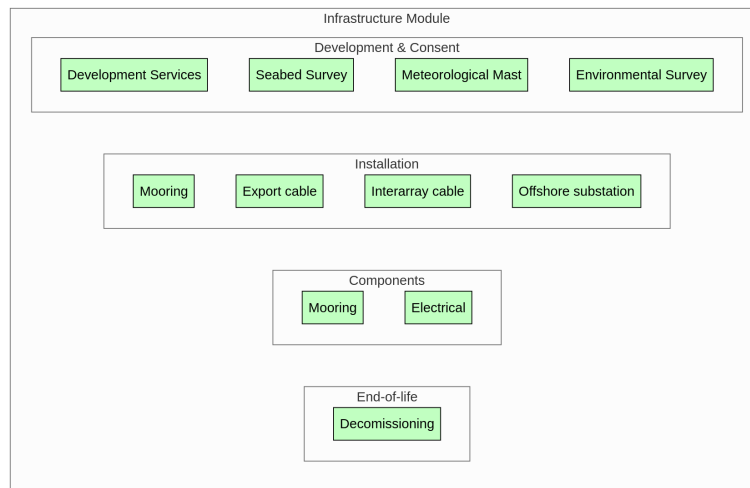 Infrastructure Module
Development & Consent
Development Services
Seabed Survey
Meteorological Mast
Environmental Survey
Installation
Mooring
Export cable
Interarray cable
Offshore substation
Components
Mooring
Electrical
End-of-life
Decomissioning